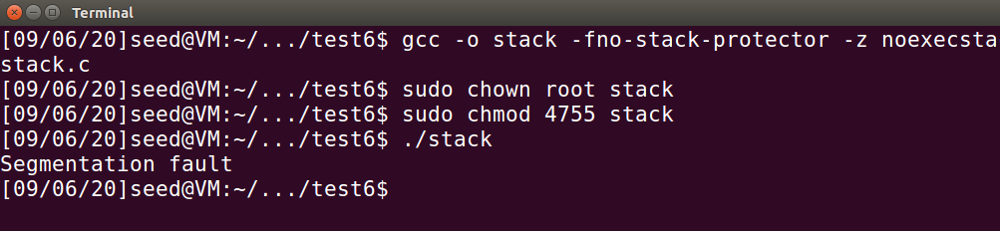 Terminal
[09/06/20]seed@VM:~/.../test6$ gcc -o stack -fno-stack-protector -z noexecsta
stack.c
[09/06/20]seed@VM:~/.../test6$ sudo chown root stack
[09/06/20]seed@VM:~/.../test6$ sudo chmod 4755 stack
[09/06/20]seed@VM:~/.../test6$ ./stack
Segmentation fault
[09/06/20]seed@VM:~/.../test6$